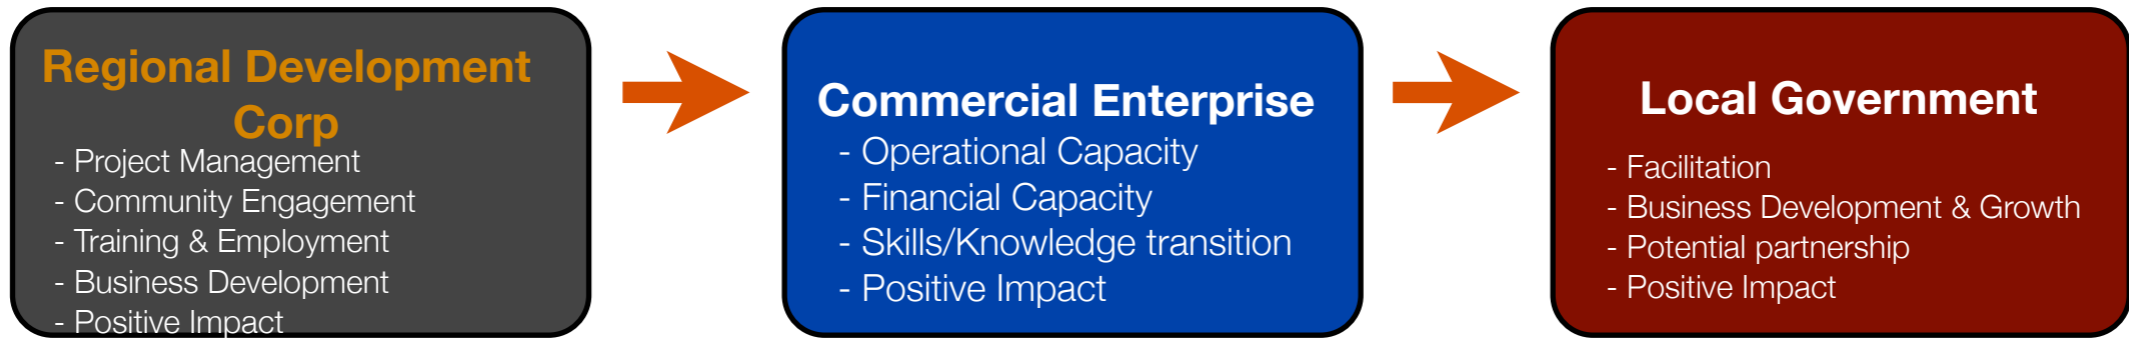 Regional Development
Corp
- Project Management
- Community Engagement
- Training & Employment
- Business Development
- Positive Impact
Commercial Enterprise
- Operational Capacity
- Financial Capacity
- Skills/Knowledge transition
- Positive Impact
Local Government
- Facilitation
- Business Development & Growth
- Potential partnership
- Positive Impact